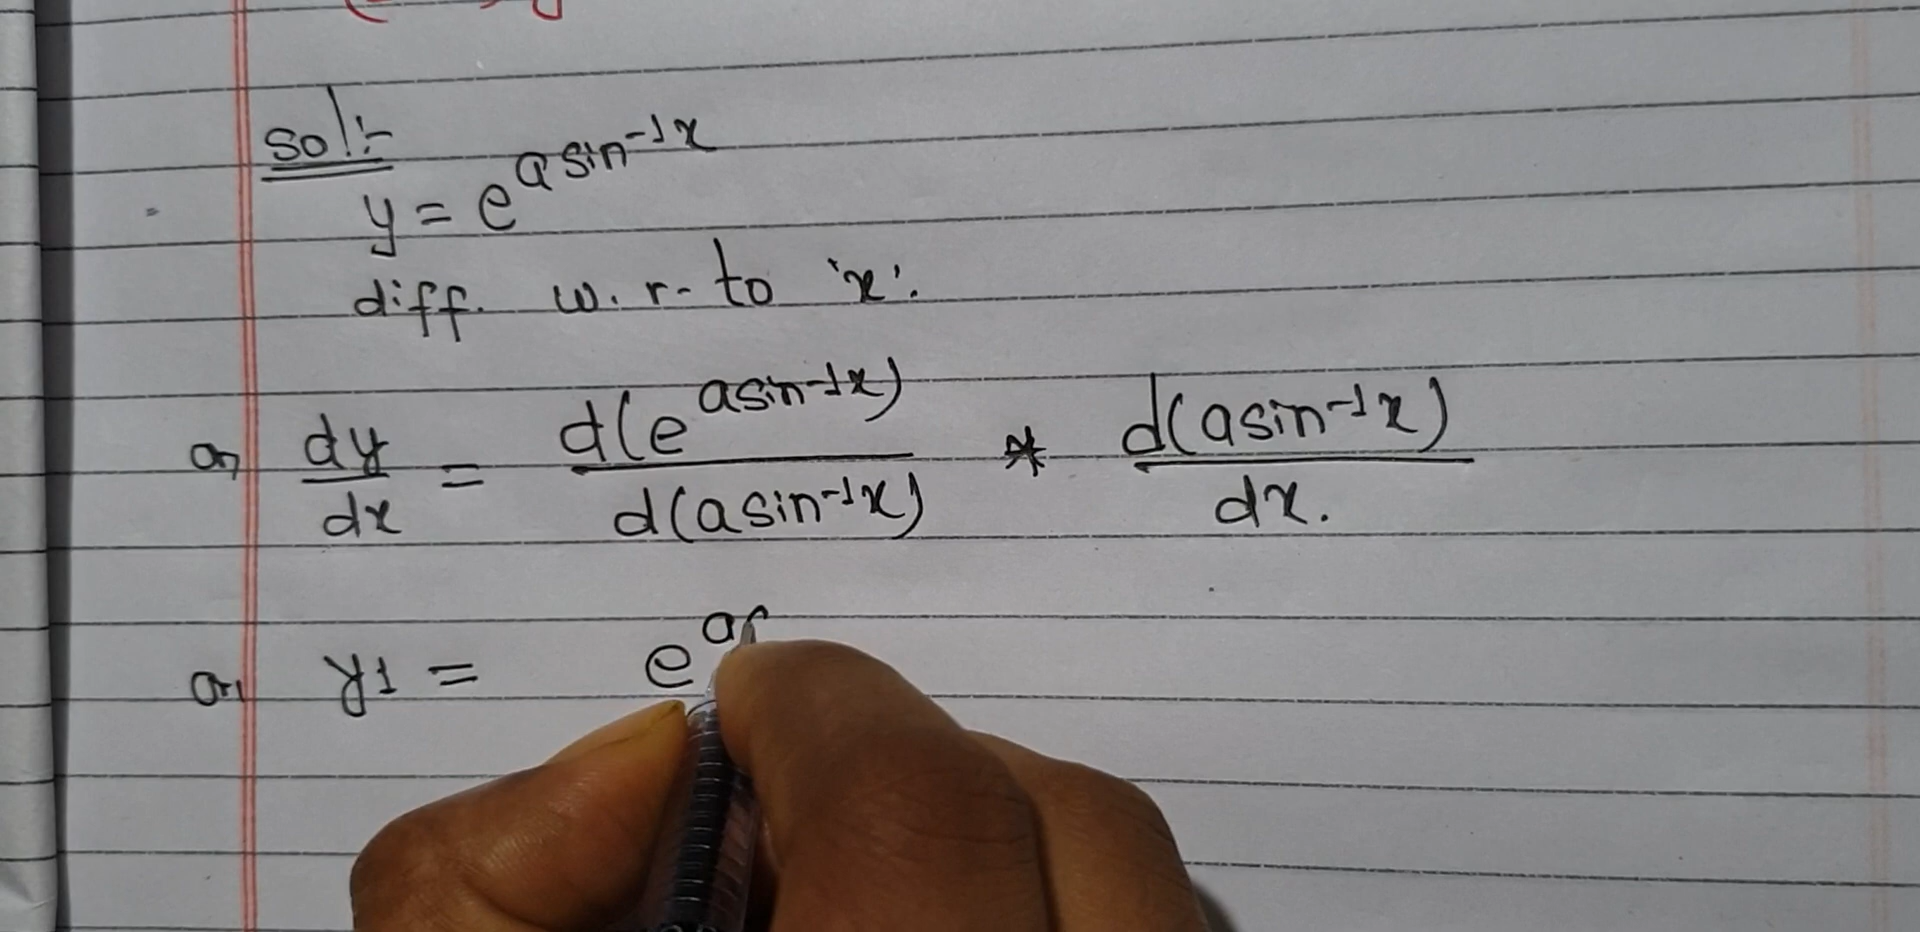 Sol:-
y = e^{a sin⁻¹x}
diff. w. r. to 'x'.
or, dy/dx = d(e^{a sin⁻¹x})/d(a sin⁻¹x) * d(a sin⁻¹x)/dx.
or, y1 = e^a